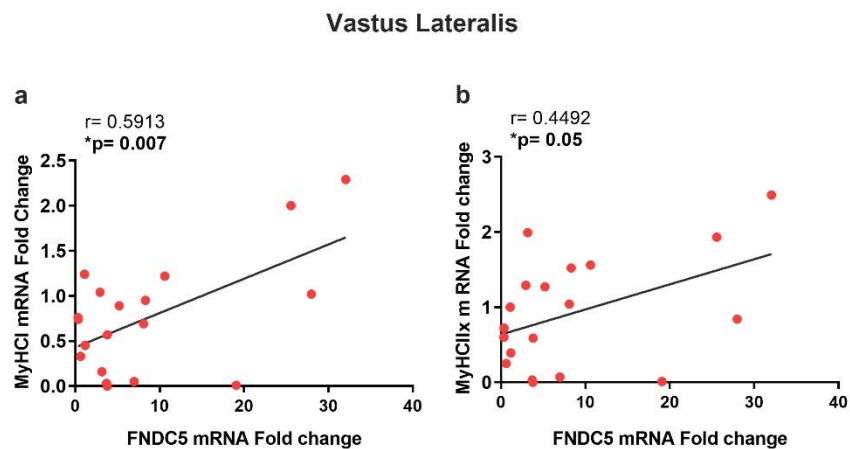 Vastus Lateralis
a
r= 0.5913
*p= 0.007
MyHCI mRNA Fold Change
2.5
2.0
1.5
1.0
0.5
0.0
0 10 20 30 40
FNDC5 mRNA Fold change
b
r= 0.4492
*p= 0.05
MyHCIIx m RNA Fold change
3
2
1
0
0 10 20 30 40
FNDC5 mRNA Fold change